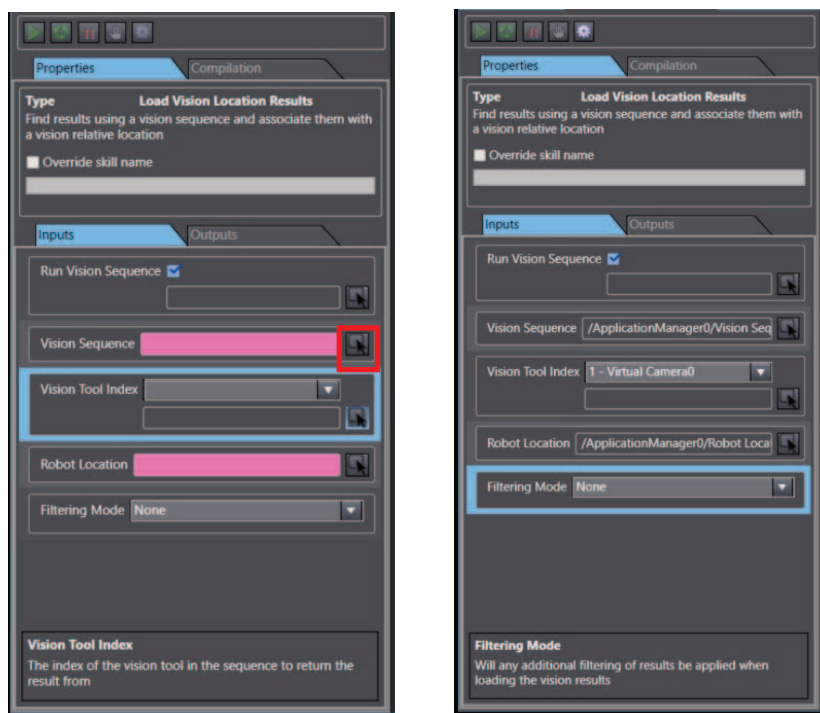 Properties
Compilation
Type Load Vision Location Results
Find results using a vision sequence and associate them with
a vision relative location
Override skill name
Inputs
Outputs
Run Vision Sequence
Vision Sequence
Vision Tool Index
Robot Location
Filtering Mode None
Vision Tool Index
The index of the vision tool in the sequence to return the
result from
Properties
Compilation
Type Load Vision Location Results
Find results using a vision sequence and associate them with
a vision relative location
Override skill name
Inputs
Outputs
Run Vision Sequence
Vision Sequence /ApplicationManager0/Vision Seq
Vision Tool Index 1 - Virtual Camera0
Robot Location /ApplicationManager0/Robot Locat
Filtering Mode None
Filtering Mode
Will any additional filtering of results be applied when
loading the vision results